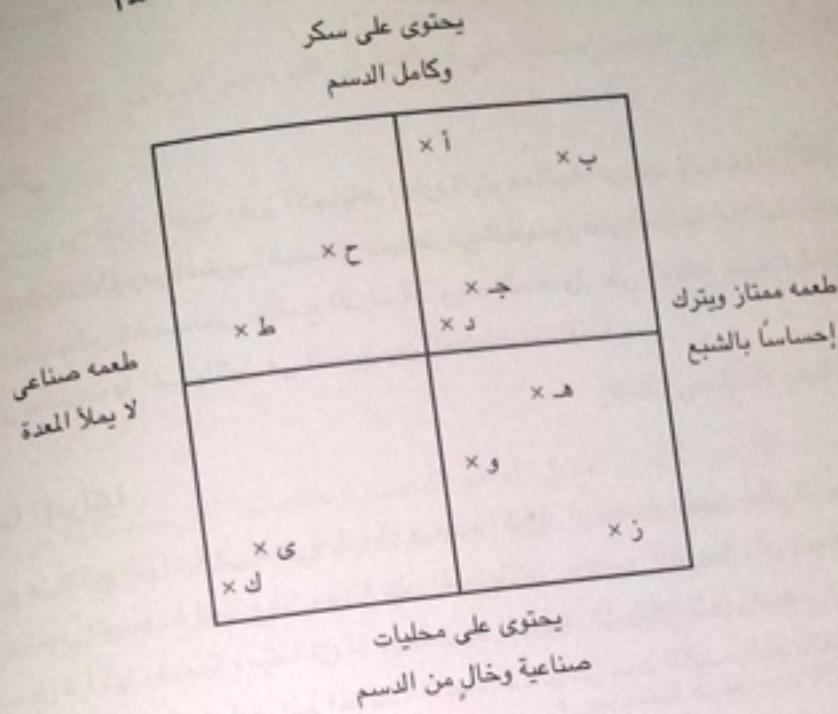 يحتوى على سكر
وكامل الدسم
أ ×
ب ×
ح ×
جـ ×
ط ×
د ×
طعمه ممتاز ويترك
إحساسًا بالشبع
طعمه صناعى
لا يملأ المعدة
هـ ×
و ×
ز ×
ى ×
ك ×
يحتوى على محليات
صناعية وخالٍ من الدسم